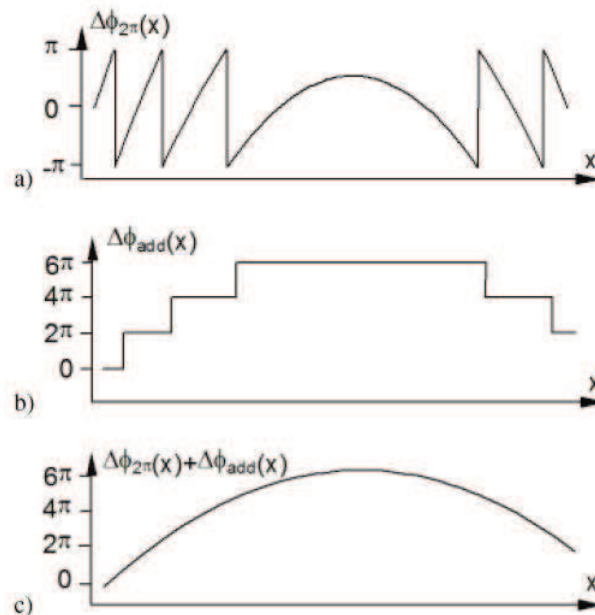 Δϕ2π(x)
π
0
-π
x
a)
Δϕadd(x)
6π
4π
2π
0
x
b)
Δϕ2π(x)+Δϕadd(x)
6π
4π
2π
0
x
c)